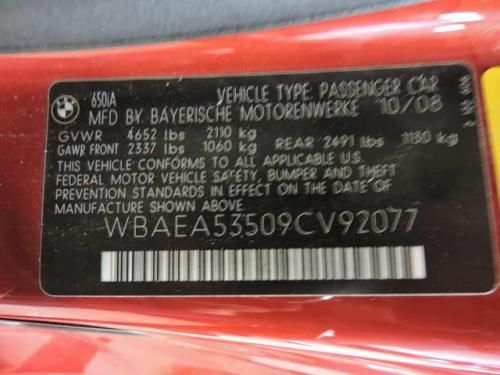 BMW
650iA VEHICLE TYPE: PASSENGER CAR
MFD BY. BAYERISCHE MOTORENWERKE 10/08
GVWR 4652 lbs 2110 kg
GAWR FRONT 2337 lbs 1060 kg REAR 2491 lbs 1130 kg
THIS VEHICLE CONFORMS TO ALL APPLICABLE U.S.
FEDERAL MOTOR VEHICLE SAFETY, BUMPER AND THEFT
PREVENTION STANDARDS IN EFFECT ON THE DATE OF
MANUFACTURE SHOWN ABOVE.
WBAEA53509CV92077